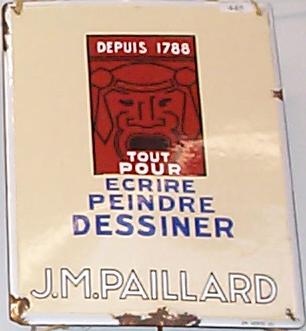 DEPUIS 1788
TOUT
POUR
ECRIRE
PEINDRE
DESSINER
J.M.PAILLARD